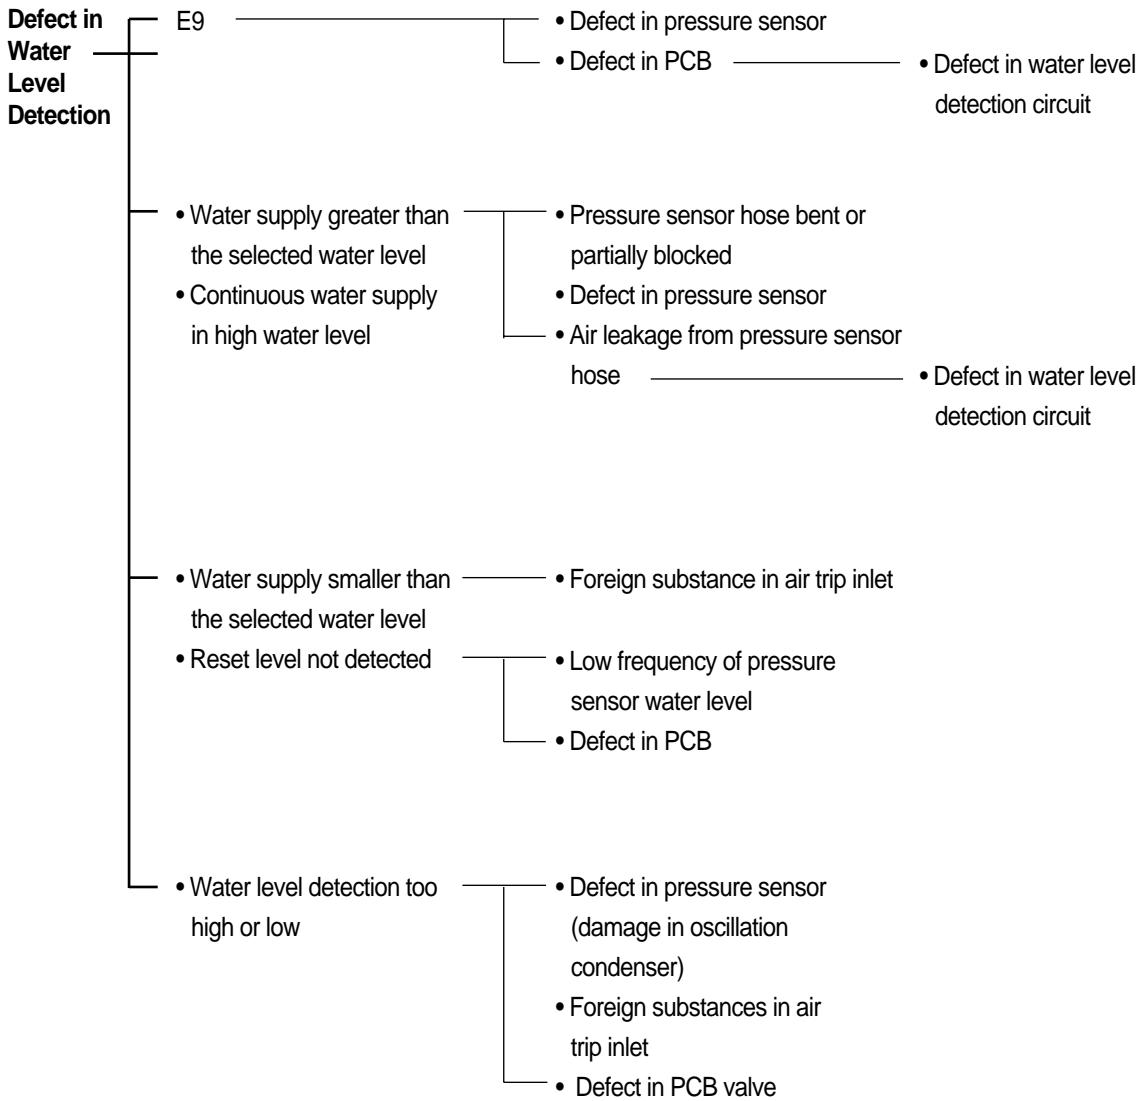 Defect in
Water
Level
Detection
E9
• Defect in pressure sensor
• Defect in PCB
• Defect in water level
detection circuit
• Water supply greater than
the selected water level
• Continuous water supply
in high water level
• Pressure sensor hose bent or
partially blocked
• Defect in pressure sensor
• Air leakage from pressure sensor
hose
• Defect in water level
detection circuit
• Water supply smaller than
the selected water level
• Reset level not detected
• Foreign substance in air trip inlet
• Low frequency of pressure
sensor water level
• Defect in PCB
• Water level detection too
high or low
• Defect in pressure sensor
(damage in oscillation
condenser)
• Foreign substances in air
trip inlet
• Defect in PCB valve